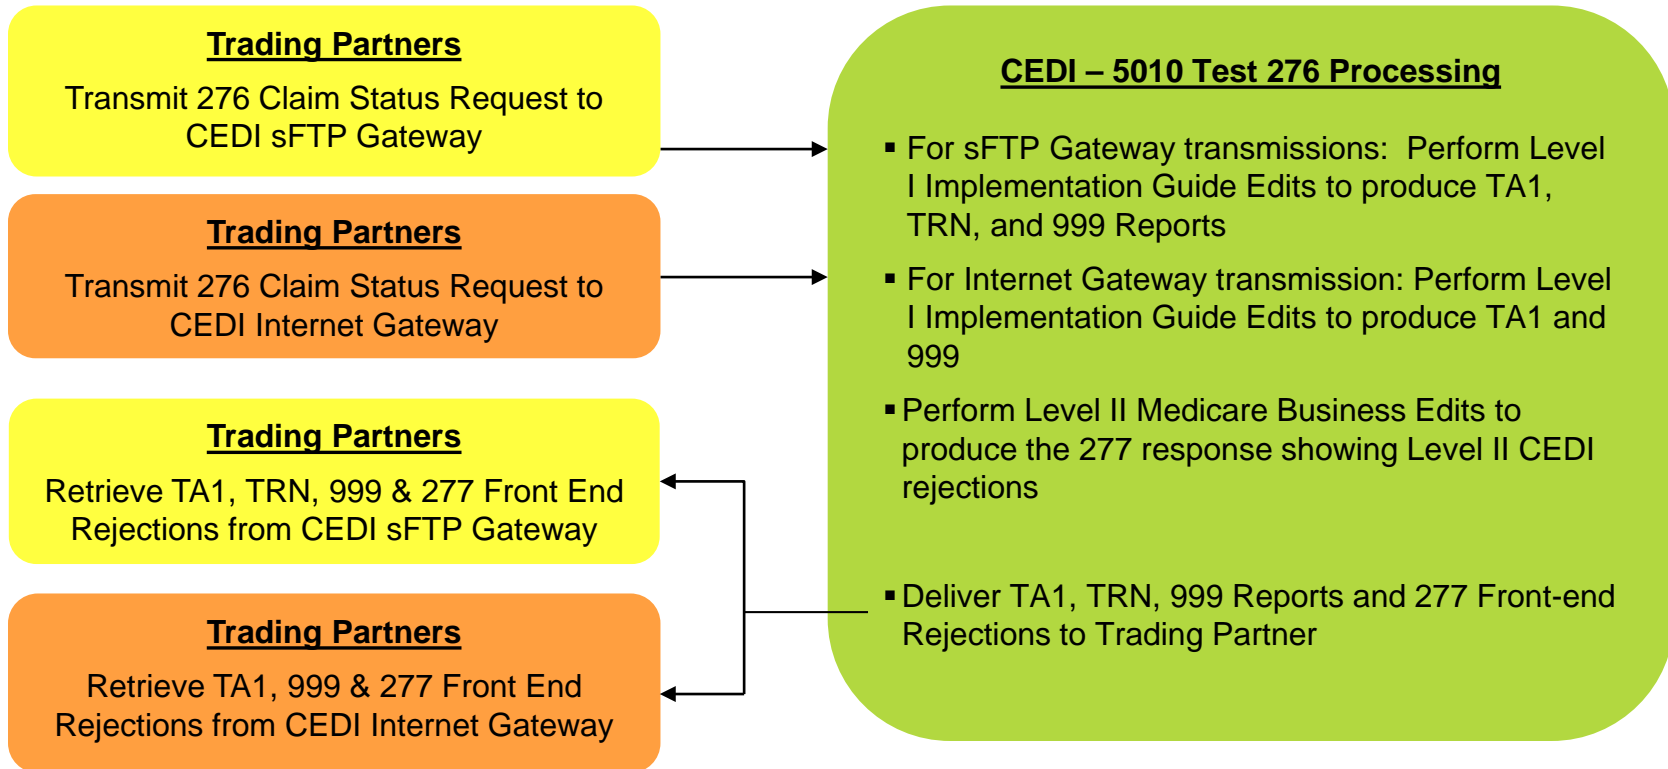 Trading Partners
Transmit 276 Claim Status Request to
CEDI sFTP Gateway
Trading Partners
Transmit 276 Claim Status Request to
CEDI Internet Gateway
Trading Partners
Retrieve TA1, TRN, 999 & 277 Front End
Rejections from CEDI sFTP Gateway
Trading Partners
Retrieve TA1, 999 & 277 Front End
Rejections from CEDI Internet Gateway
CEDI – 5010 Test 276 Processing
▪ For sFTP Gateway transmissions: Perform Level
I Implementation Guide Edits to produce TA1,
TRN, and 999 Reports
▪ For Internet Gateway transmission: Perform Level
I Implementation Guide Edits to produce TA1 and
999
▪ Perform Level II Medicare Business Edits to
produce the 277 response showing Level II CEDI
rejections
▪ Deliver TA1, TRN, 999 Reports and 277 Front-end
Rejections to Trading Partner